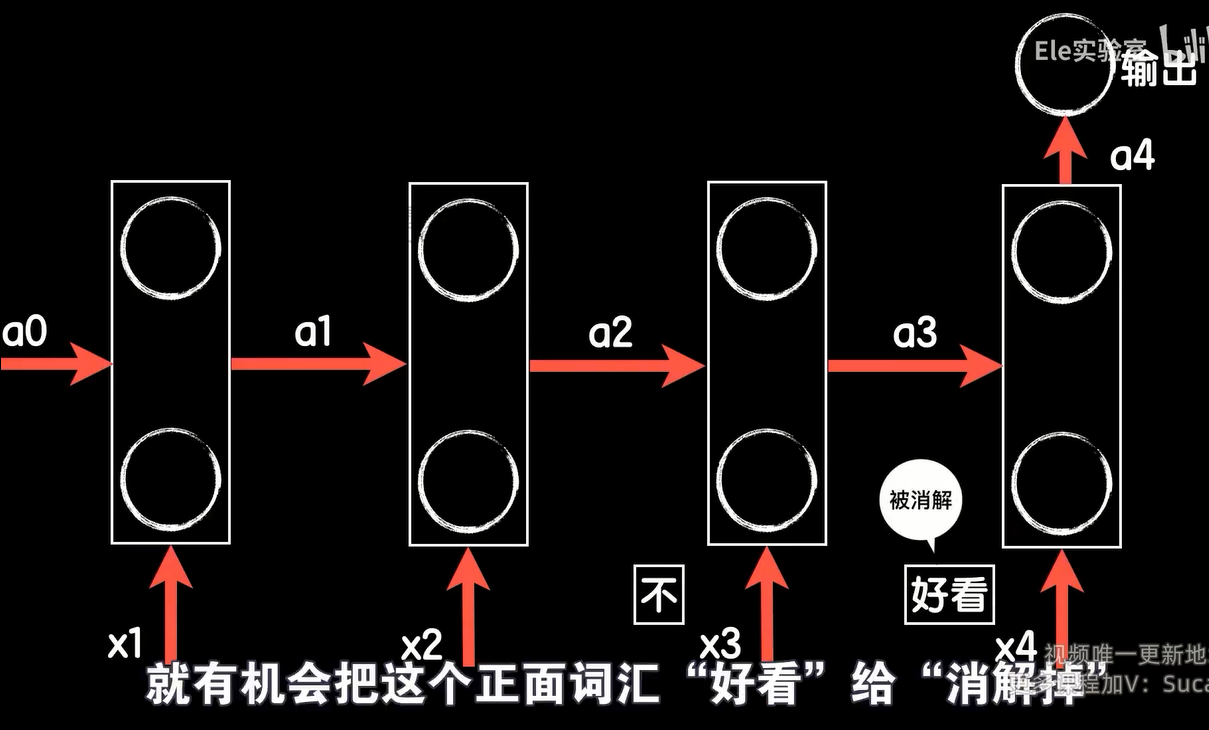 Ele实验室
输出
a4
a0
a1
a2
a3
被消解
不
好看
x1
x2
x3
x4
视频唯一更新地
就有机会把这个正面词汇“好看”给“消解掉”
程加V：Suca